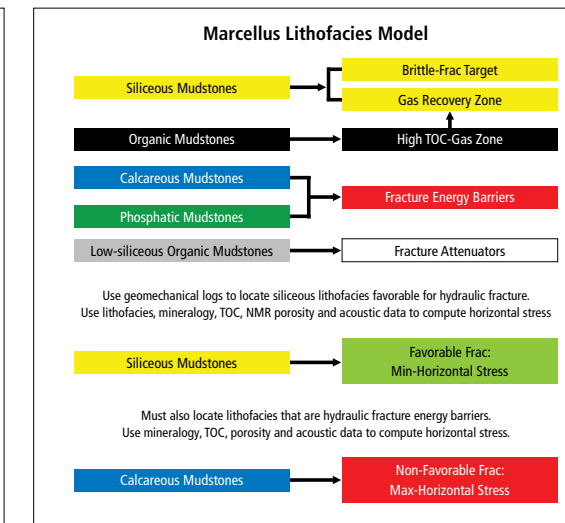 Marcellus Lithofacies Model
Brittle-Frac Target
Siliceous Mudstones
Gas Recovery Zone
Organic Mudstones
High TOC-Gas Zone
Calcareous Mudstones
Fracture Energy Barriers
Phosphatic Mudstones
Low-siliceous Organic Mudstones
Fracture Attenuators
Use geomechanical logs to locate siliceous lithofacies favorable for hydraulic fracture.
Use lithofacies, mineralogy, TOC, NMR porosity and acoustic data to compute horizontal stress
Siliceous Mudstones
Favorable Frac:
Min-Horizontal Stress
Must also locate lithofacies that are hydraulic fracture energy barriers.
Use mineralogy, TOC, porosity and acoustic data to compute horizontal stress.
Calcareous Mudstones
Non-Favorable Frac:
Max-Horizontal Stress